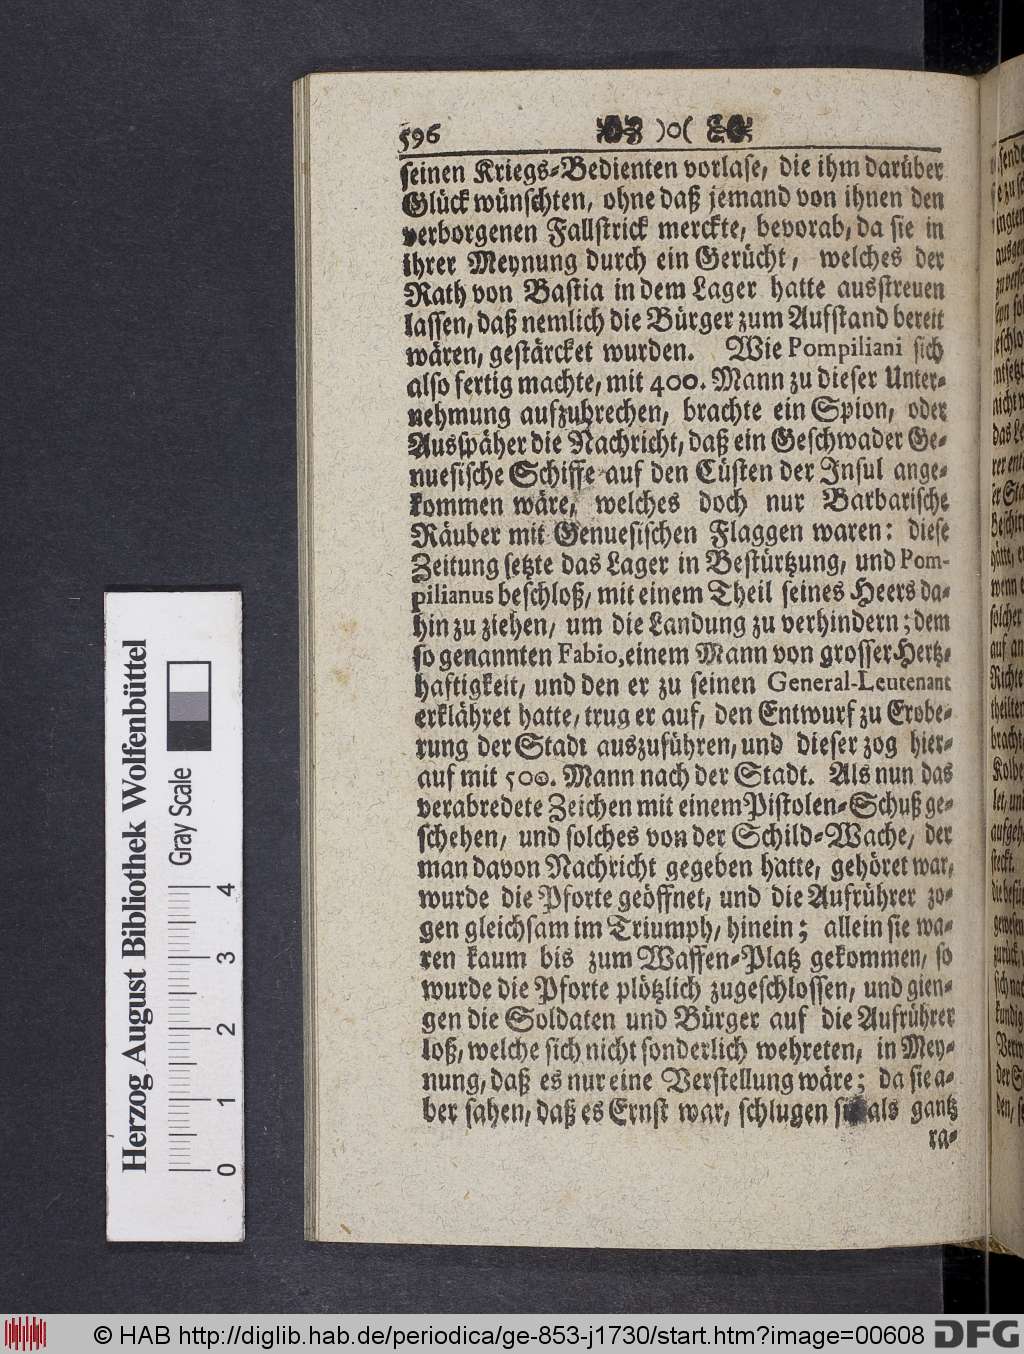 596 )o(
seinen Kriegs-Bedienten vorlase, die ihm darüber
Glück wünschten, ohne daß jemand von ihnen den
verborgenen Fallstrick merckte, bevorab, da sie in
ihrer Meynung durch ein Gerücht, welches der
Rath von Bastia in dem Lager hatte ausstreuen
lassen, daß nemlich die Bürger zum Aufstand bereit
wären, gestärcket wurden. Wie Pompiliani sich
also fertig machte, mit 400. Mann zu dieser Unter-
nehmung aufzubrechen, brachte ein Spion, oder
Ausspäher die Nachricht, daß ein Geschwader Ge-
nuesische Schiffe auf den Cüsten der Insul ange-
kommen wäre, welches doch nur Barbarische
Räuber mit Genuesischen Flaggen waren: diese
Zeitung setzte das Lager in Bestürtzung, und Pom-
pilianus beschloß, mit einem Theil seines Heers da-
hin zu ziehen, um die Landung zu verhindern; dem
so genannten Fabio, einem Mann von grosser Hertz-
haftigkeit, und den er zu seinen General-Leutenant
erklähret hatte, trug er auf, den Entwurf zu Erobe-
rung der Stadt auszuführen, und dieser zog hier-
auf mit 500. Mann nach der Stadt. Als nun das
verabredete Zeichen mit einem Pistolen-Schuß ge-
schehen, und solches von der Schild-Wache, der
man davon Nachricht gegeben hatte, gehöret war,
wurde die Pforte geöffnet, und die Aufrührer zo-
gen gleichsam im Triumph, hinein; allein sie wa-
ren kaum bis zum Waffen-Platz gekommen, so
wurde die Pforte plötzlich zugeschlossen, und gien-
gen die Soldaten und Bürger auf die Aufrührer
loß, welche sich nicht sonderlich wehreten, in Mey-
nung, daß es nur eine Verstellung wäre; da sie a-
ber sahen, daß es Ernst war, schlugen sie als gantz
ra-
Herzog August Bibliothek Wolfenbüttel
Gray Scale
0 1 2 3 4
© HAB http://diglib.hab.de/periodica/ge-853-j1730/start.htm?image=00608
DFG